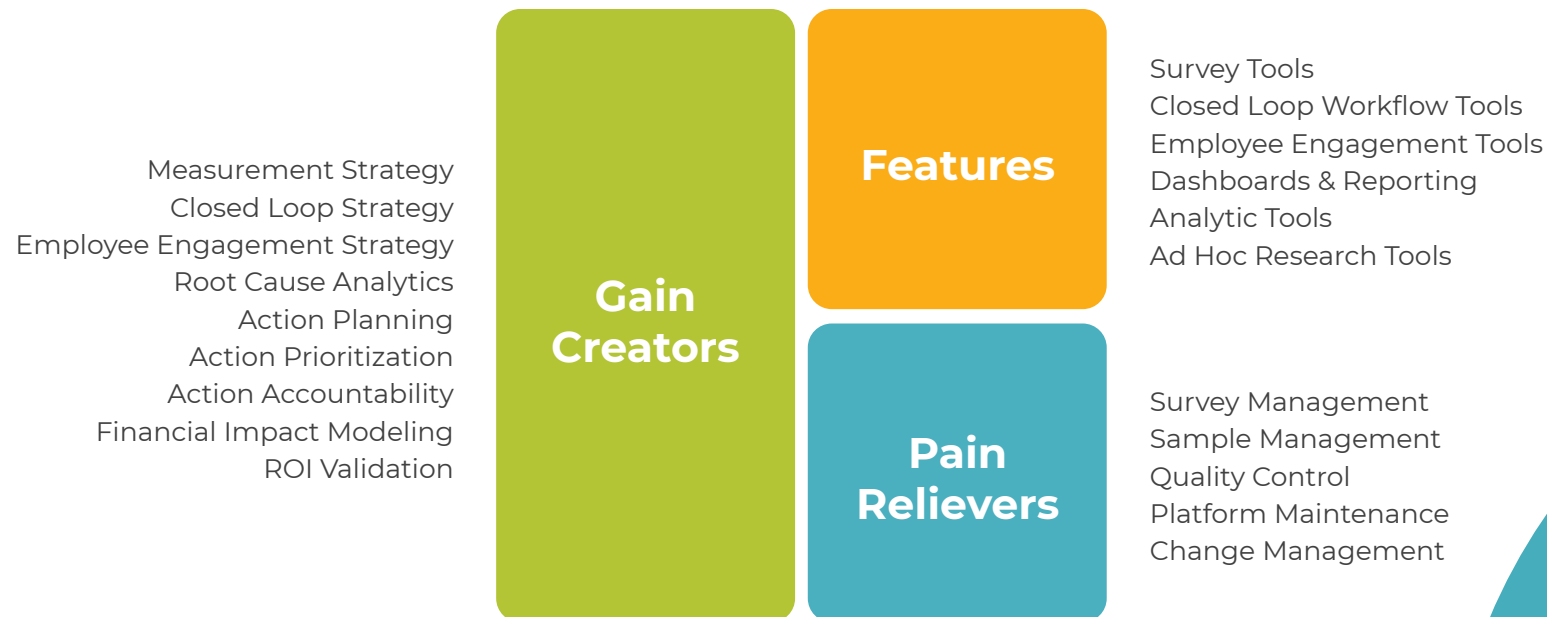 Measurement Strategy
Closed Loop Strategy
Employee Engagement Strategy
Root Cause Analytics
Action Planning
Action Prioritization
Action Accountability
Financial Impact Modeling
ROI Validation
Gain
Creators
Features
Survey Tools
Closed Loop Workflow Tools
Employee Engagement Tools
Dashboards & Reporting
Analytic Tools
Ad Hoc Research Tools
Pain
Relievers
Survey Management
Sample Management
Quality Control
Platform Maintenance
Change Management